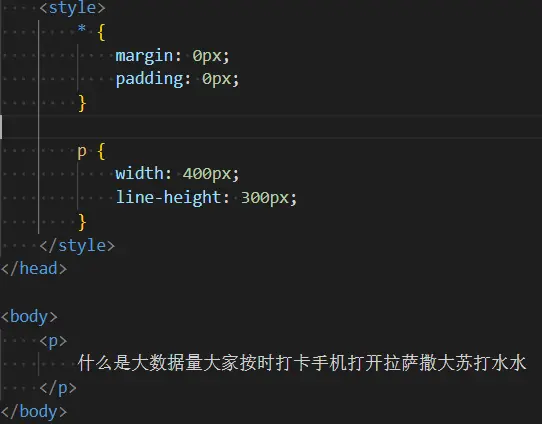 <style>
* {
margin: 0px;
padding: 0px;
}
p {
width: 400px;
line-height: 300px;
}
</style>
</head>
<body>
<p>
什么是大数据量大家按时打卡手机打开拉萨撒大苏打水水
</p>
</body>